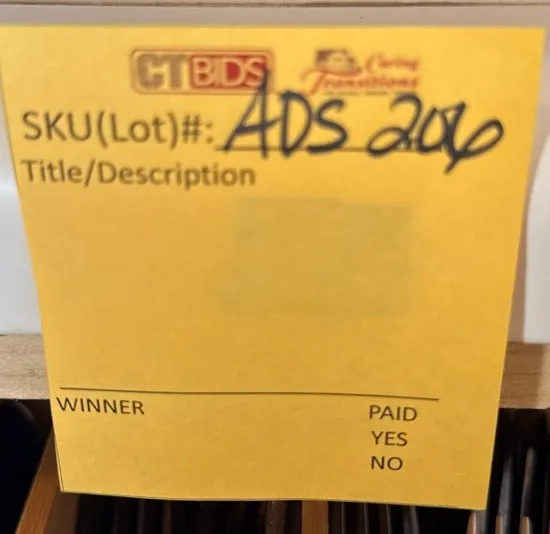 CTBIDS Caring Transitions
SKU(Lot)#: ADS 206
Title/Description
WINNER PAID
YES
NO